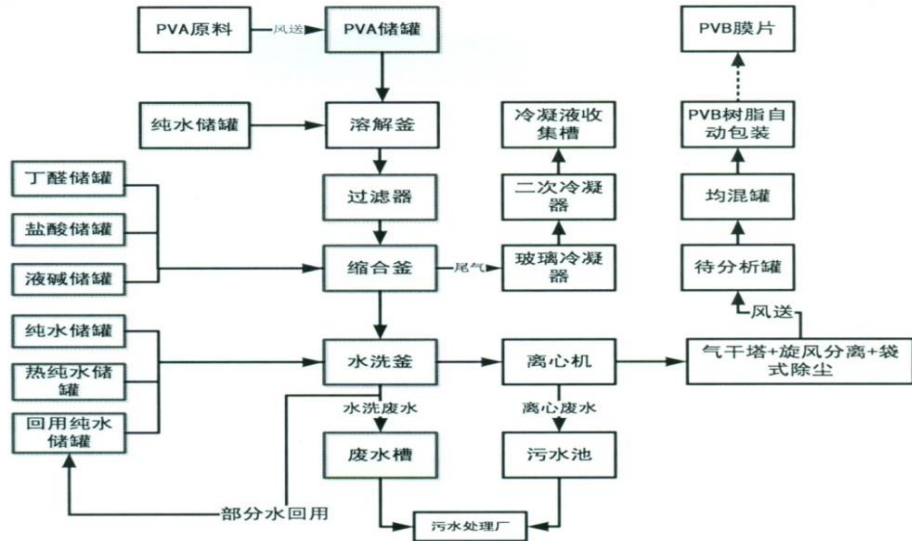 PVA原料
风送
PVA储罐
PVB膜片
纯水储罐
溶解釜
冷凝液收
集槽
PVB树脂自
动包装
丁醛储罐
过滤器
二次冷凝
器
均混罐
盐酸储罐
液碱储罐
缩合釜
尾气
玻璃冷凝
器
待分析罐
风送
纯水储罐
热纯水储
罐
回用纯水
储罐
水洗釜
离心机
气干塔+旋风分离+袋
式除尘
水洗废水
离心废水
废水槽
污水池
部分水回用
污水处理厂